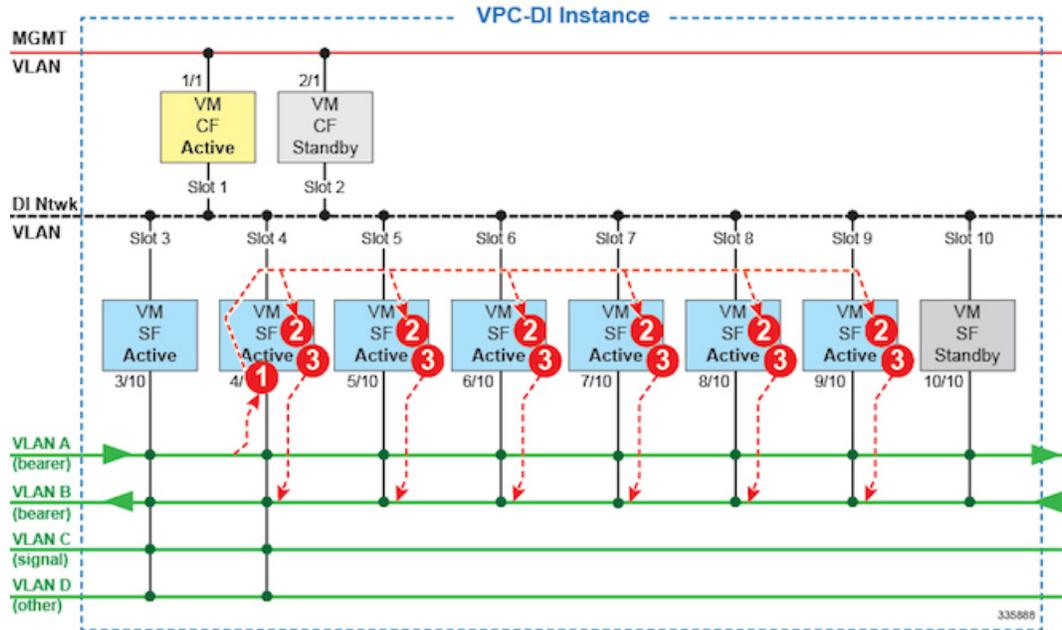 VPC-DI Instance
MGMT
VLAN
1/1
2/1
VM
CF
Active
VM
CF
Standby
Slot 1
Slot 2
DI Ntwk
VLAN
Slot 3
Slot 4
Slot 5
Slot 6
Slot 7
Slot 8
Slot 9
Slot 10
VM
SF
Active
VM
SF
Active
VM
SF
Active
VM
SF
Active
VM
SF
Active
VM
SF
Active
VM
SF
Active
VM
SF
Standby
2
2
2
2
2
2
3
3
3
3
3
3
1
3/10
4/
5/10
6/10
7/10
8/10
9/10
10/10
VLAN A
(bearer)
VLAN B
(bearer)
VLAN C
(signal)
VLAN D
(other)
335888